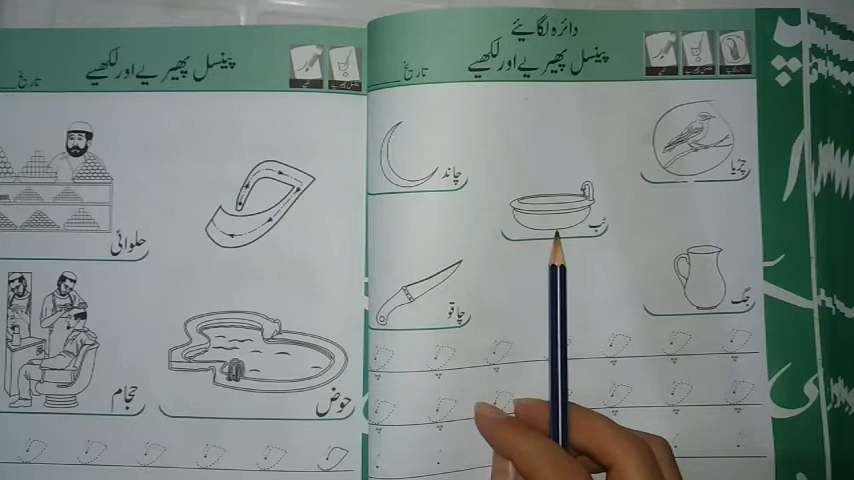 دائرہ لگائیے
پینسل پھیریے اور لکھیے
تاریخ
چڑیا
چاند
ٹب
جگ
چاقو
پینسل پھیریے اور لکھیے
تاریخ
حلوائی
حوض
حجام